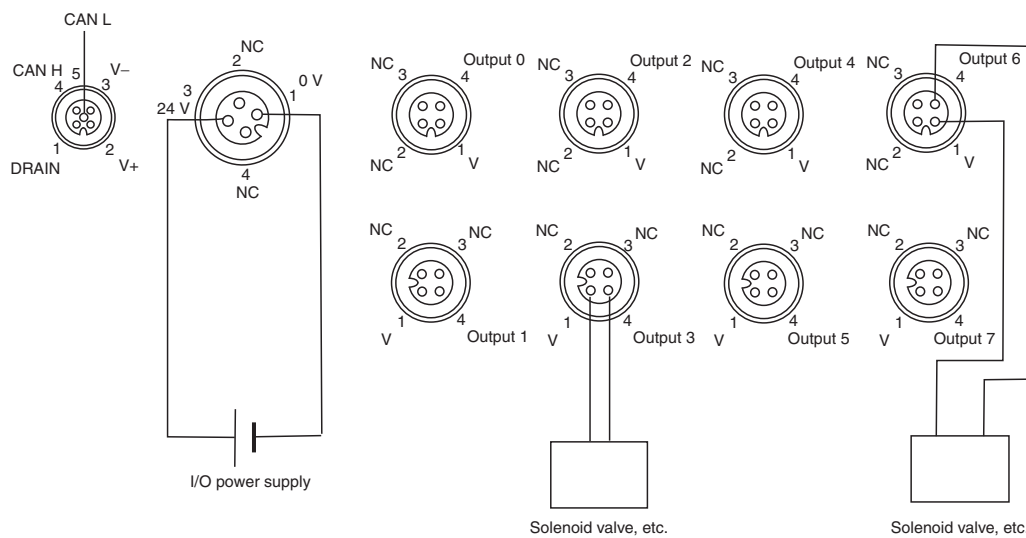 CAN L
CAN H
5
V−
4
3
1
2
DRAIN
V+
NC
2
0 V
3
1
24 V
4
NC
I/O power supply
NC
Output 0
3
4
2
1
NC
V
NC
Output 2
3
4
2
1
NC
V
NC
Output 4
3
4
2
1
NC
V
NC
Output 6
3
4
2
1
NC
V
NC
NC
2
3
1
4
V
Output 1
NC
NC
2
3
1
4
V
Output 3
NC
NC
2
3
1
4
V
Output 5
NC
NC
2
3
1
4
V
Output 7
Solenoid valve, etc.
Solenoid valve, etc.